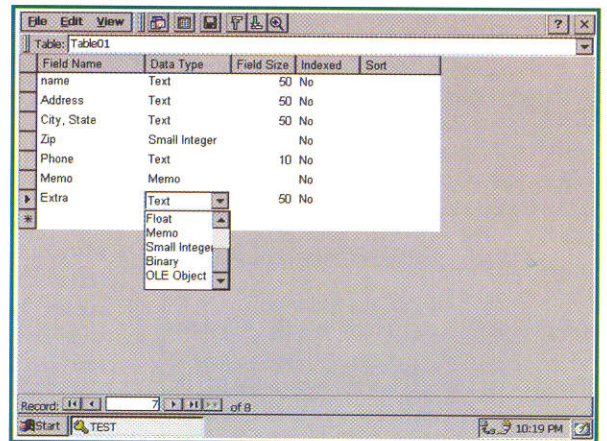 File Edit View ? ×
Table: Table01
Field Name Data Type Field Size Indexed Sort
name Text 50 No
Address Text 50 No
City, State Text 50 No
Zip Small Integer No
Phone Text 10 No
Memo Memo No
Extra Text 50 No
Float
Memo
Small Integer
Binary
OLE Object
Record: 7 of 8
Start TEST 10:19 PM